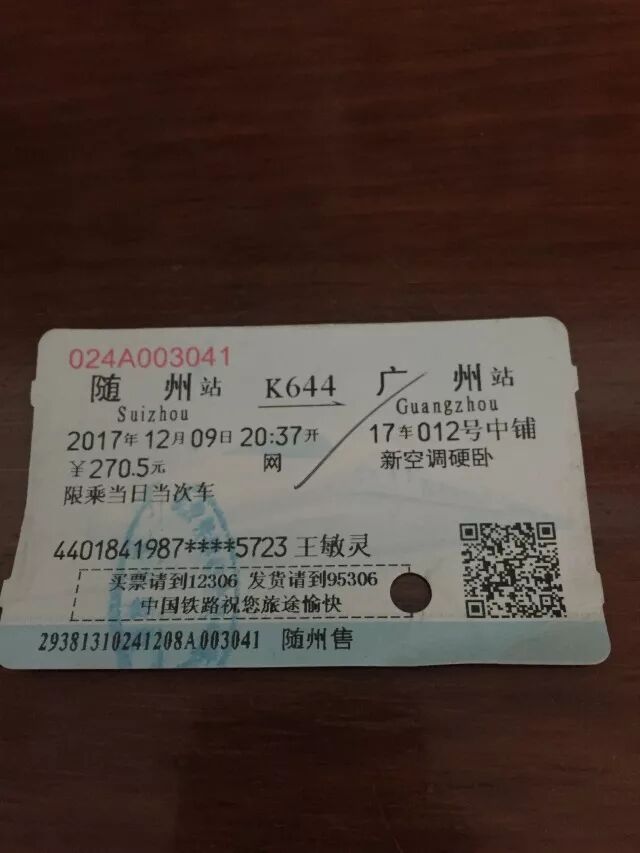 024A003041
随 州站 K644 广 州站
Suizhou Guangzhou
2017年12月09日20:37开 17车012号中铺
￥270.5元 网 新空调硬卧
限乘当日当次车
4401841987****5723 王敏灵
买票请到12306 发货请到95306
中国铁路祝您旅途愉快
29381310241208A003041 随州售